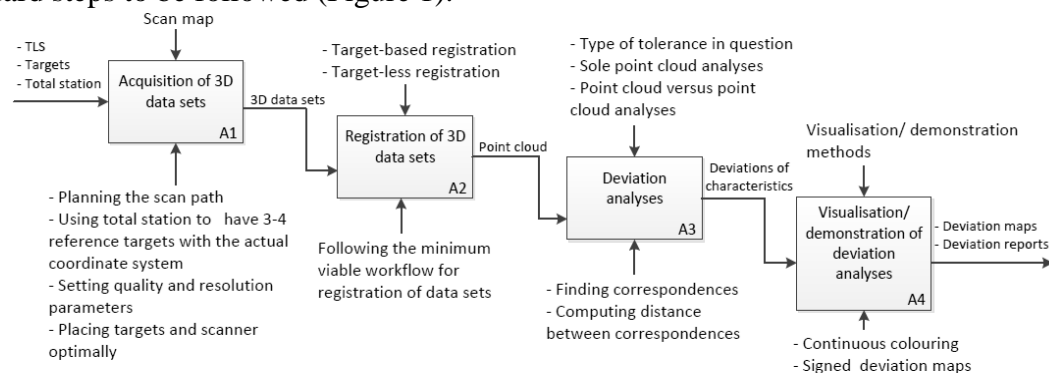 ard steps to be followed (Figure 1).
Scan map
- TLS
- Targets
- Total station
Acquisition of 3D
data sets
A1
3D data sets
- Planning the scan path
- Using total station to have 3-4
reference targets with the actual
coordinate system
- Setting quality and resolution
parameters
- Placing targets and scanner
optimally
- Target-based registration
- Target-less registration
Registration of 3D
data sets
A2
Point cloud
Following the minimum
viable workflow for
registration of data sets
- Type of tolerance in question
- Sole point cloud analyses
- Point cloud versus point
cloud analyses
Deviation
analyses
A3
Deviations of
characteristics
- Finding correspondences
- Computing distance
between correspondences
Visualisation/ demonstration
methods
Visualisation/
demonstration of
deviation
analyses
A4
- Deviation maps
- Deviation reports
- Continuous colouring
- Signed deviation maps